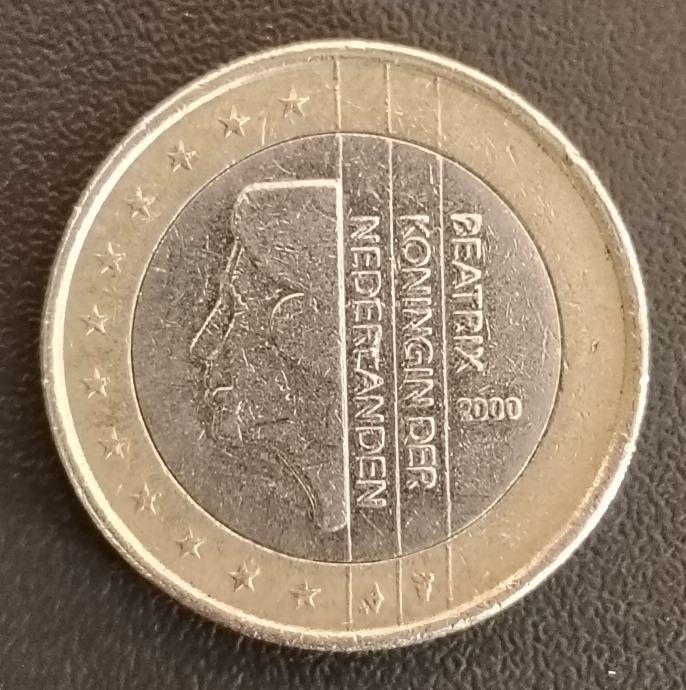 BEATRIX
KONINGIN DER
NEDERLANDEN
2000